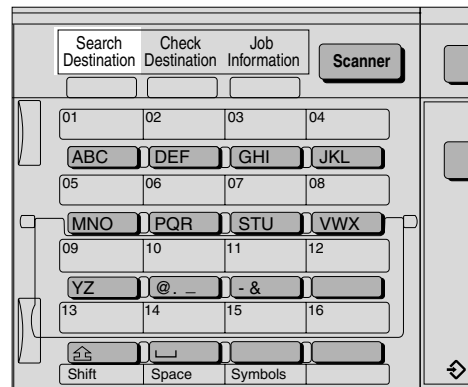 Search Destination
Check Destination
Job Information
Scanner
01 02 03 04
ABC DEF GHI JKL
05 06 07 08
MNO PQR STU VWX
09 10 11 12
YZ @. _ - &
13 14 15 16
Shift Space Symbols